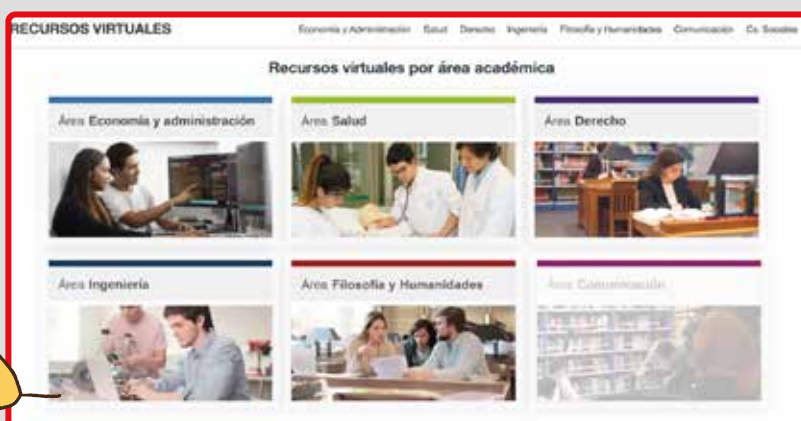 RECURSOS VIRTUALES
Economía y Administración Salud Derecho Ingeniería Filosofía y Humanidades Comunicación Cs. Sociales
Recursos virtuales por área académica
Área Economía y administración
Área Salud
Área Derecho
Área Ingeniería
Área Filosofía y Humanidades
Área Comunicación